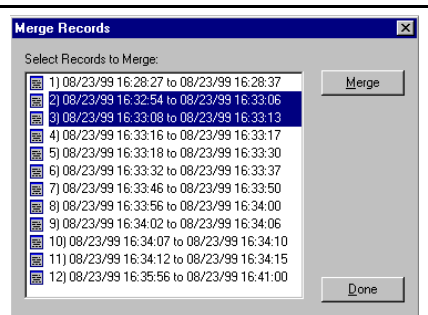 Merge Records
Select Records to Merge:
1) 08/23/99 16:28:27 to 08/23/99 16:28:37
Merge
2) 08/23/99 16:32:54 to 08/23/99 16:33:06
3) 08/23/99 16:33:08 to 08/23/99 16:33:13
4) 08/23/99 16:33:16 to 08/23/99 16:33:17
5) 08/23/99 16:33:18 to 08/23/99 16:33:30
6) 08/23/99 16:33:32 to 08/23/99 16:33:37
7) 08/23/99 16:33:46 to 08/23/99 16:33:50
8) 08/23/99 16:33:56 to 08/23/99 16:34:00
9) 08/23/99 16:34:02 to 08/23/99 16:34:06
10) 08/23/99 16:34:07 to 08/23/99 16:34:10
11) 08/23/99 16:34:12 to 08/23/99 16:34:15
12) 08/23/99 16:35:56 to 08/23/99 16:41:00
Done